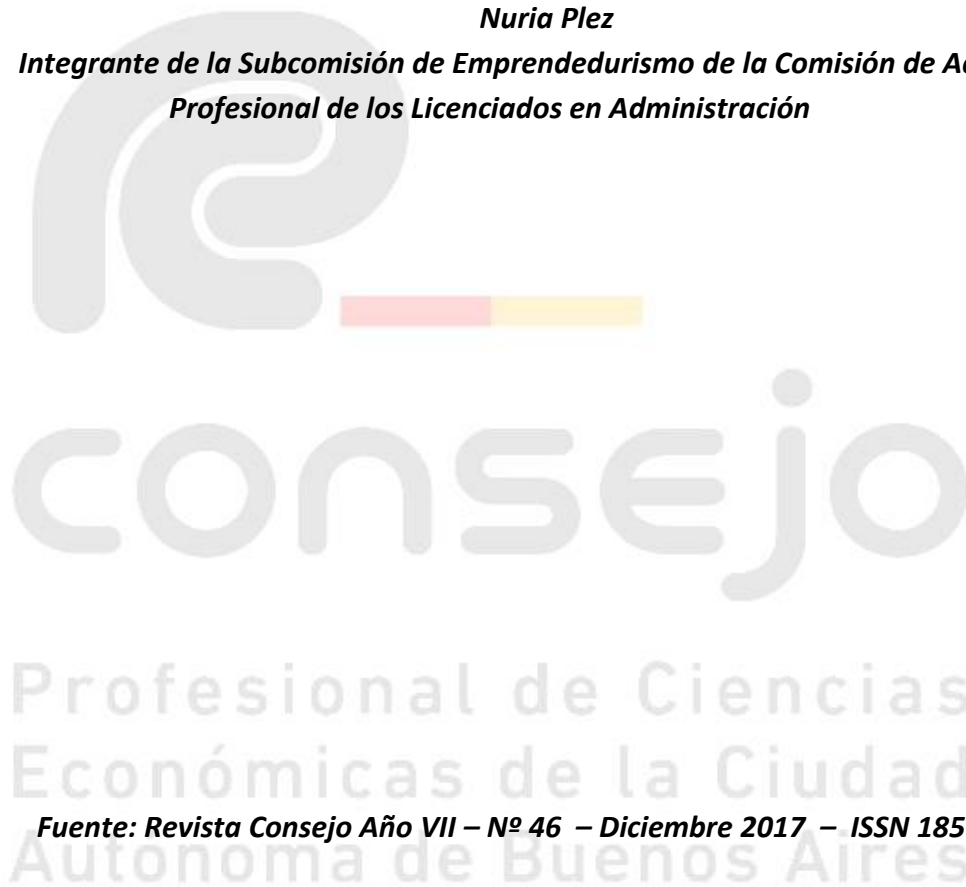 Nuria Plez
Integrante de la Subcomisión de Emprendedurismo de la Comisión de
Profesional de los Licenciados en Administración
consejo
Profesional de Ciencias
Económicas de la Ciudad
Fuente: Revista Consejo Año VII – Nº 46 – Diciembre 2017 – ISSN 185
Autónoma de Buenos Aires